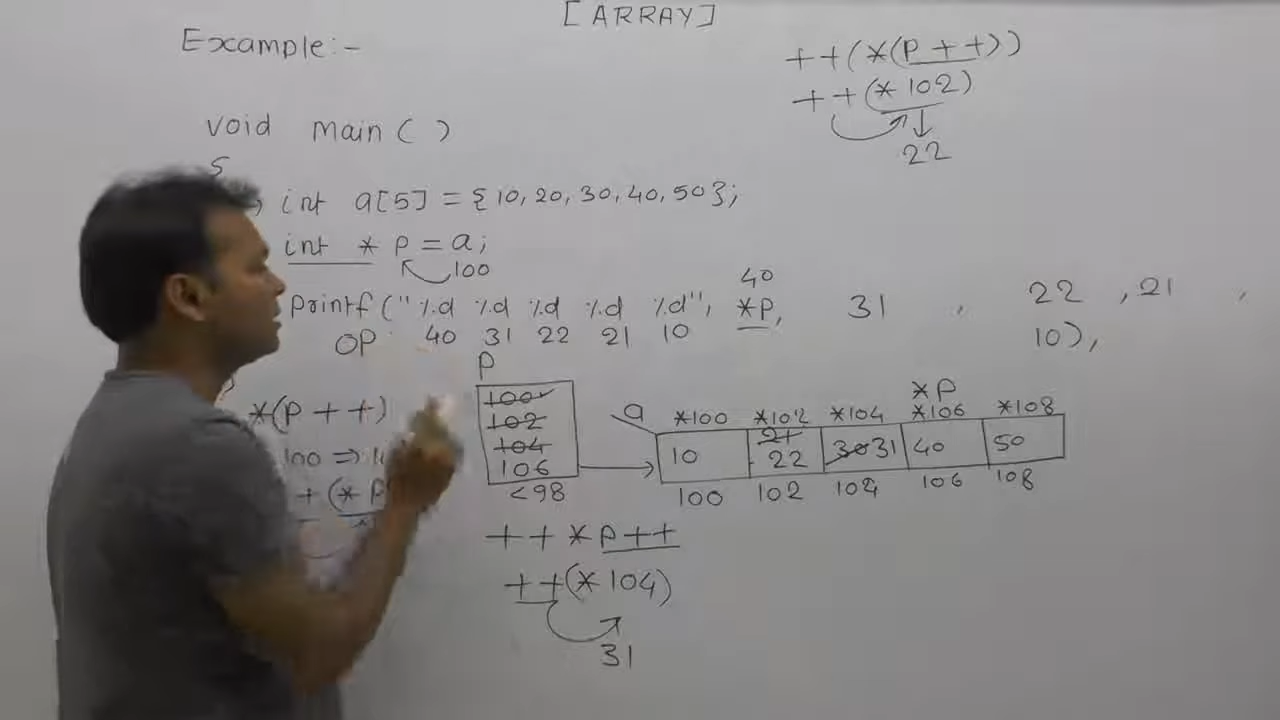 [ARRAY]
Example:-
++(*(P++))
++(*102)
22
void main( )
int a[5] = {10, 20, 30, 40, 50};
int * p = a;
100
40
printf("%d %d %d %d %d", *p, 31 , 22 , 21 ,
OP 40 31 22 21 10 10),
P
*(P++)
100
102
104
106
<98
a
*P
*100 *102 *104 *106 *108
10 21 22 30 31 40 50
100 102 104 106 108
100 =>
+ (* P
++*P++
++(*104)
31